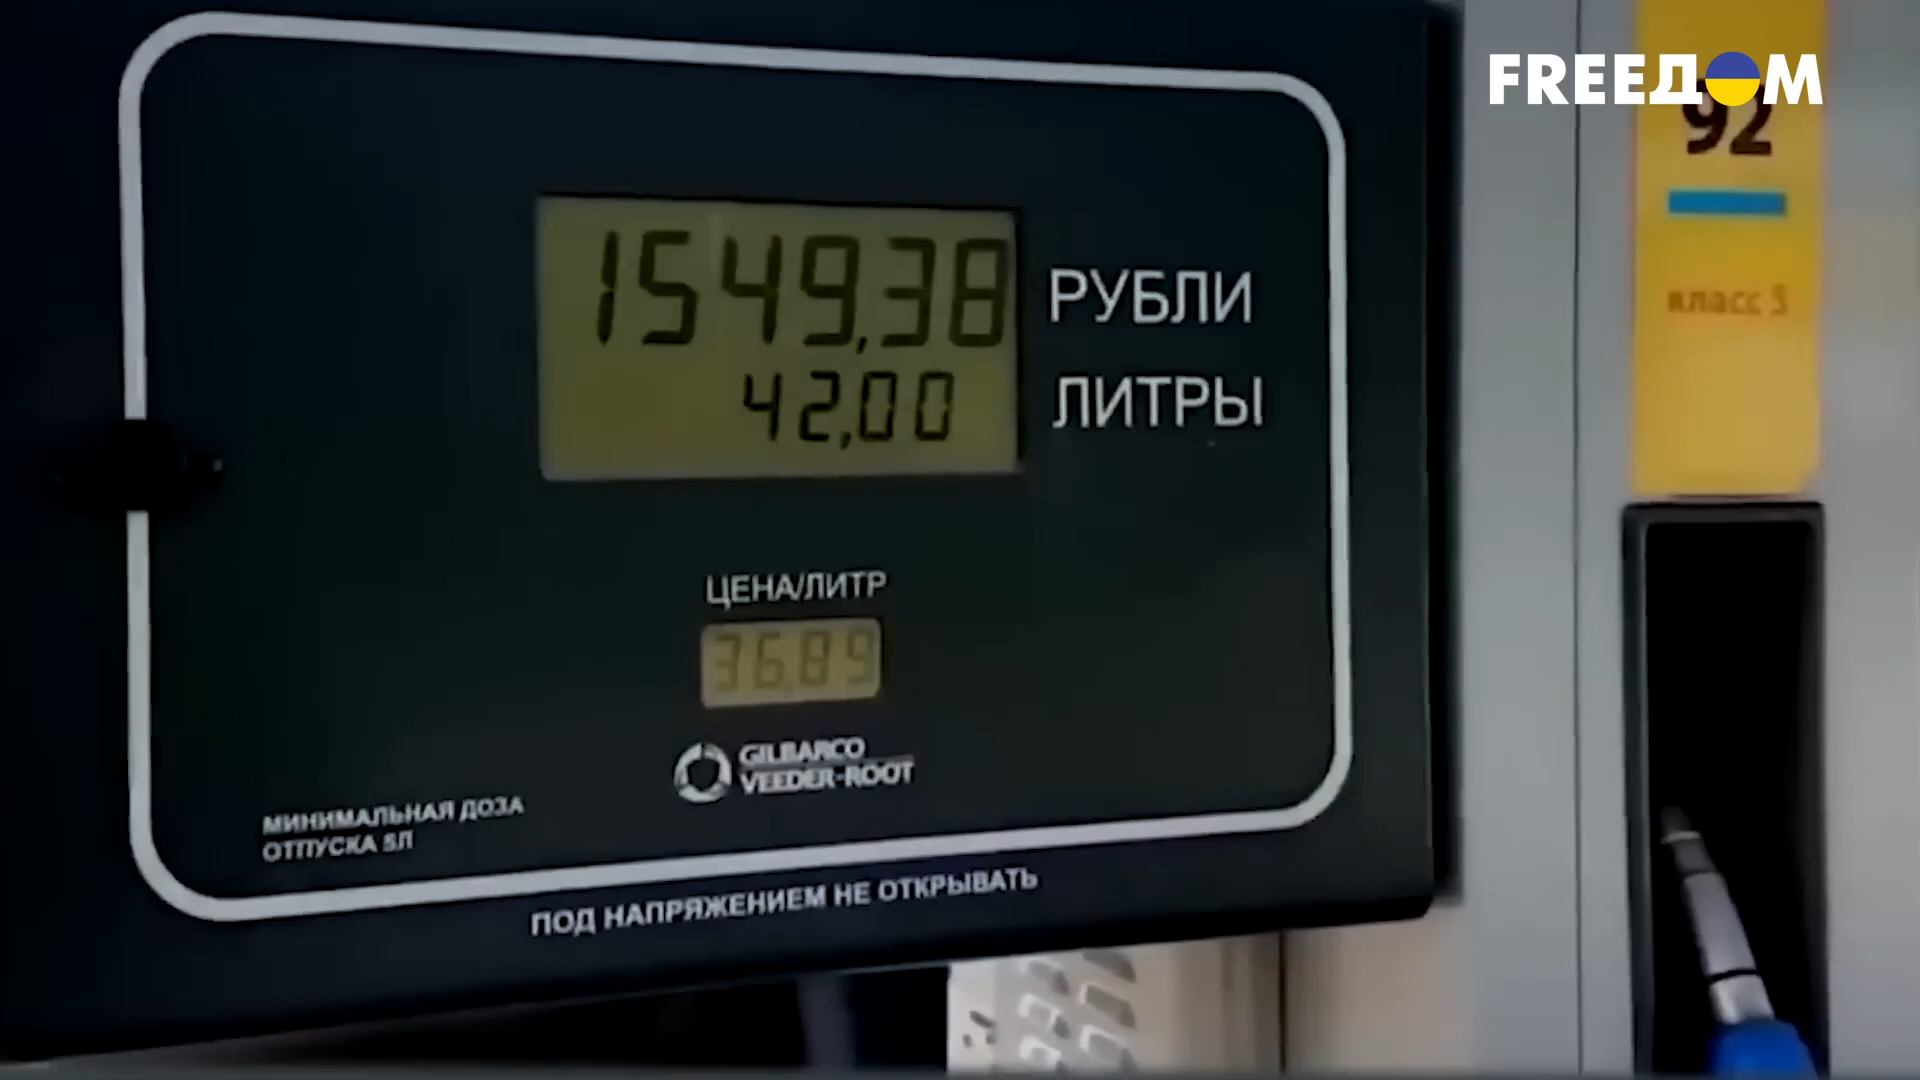 FREEДOM
92
класс 5
1549,38 РУБЛИ
42,00 ЛИТРЫ
ЦЕНА/ЛИТР
36,89
GILBARCO
VEEDER-ROOT
МИНИМАЛЬНАЯ ДОЗА
ОТПУСКА 5Л
ПОД НАПРЯЖЕНИЕМ НЕ ОТКРЫВАТЬ